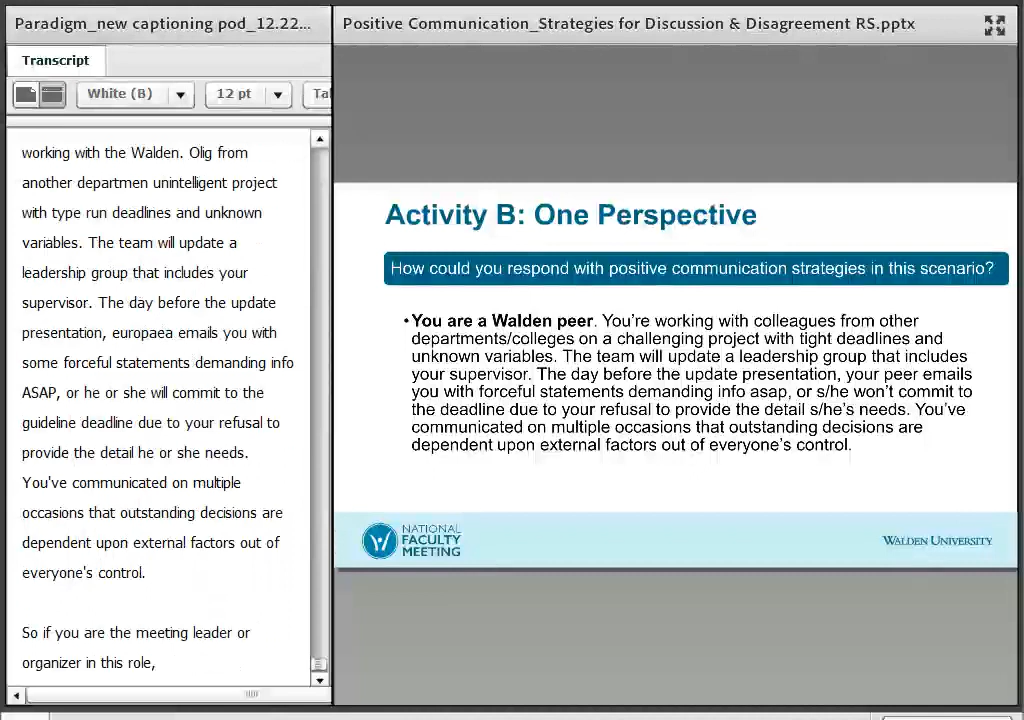 Paradigm_new captioning pod_12.22...
Transcript
White (B)
12 pt
Tal
working with the Walden. Olig from
another departmen unintelligent project
with type run deadlines and unknown
variables. The team will update a
leadership group that includes your
supervisor. The day before the update
presentation, europaea emails you with
some forceful statements demanding info
ASAP, or he or she will commit to the
guideline deadline due to your refusal to
provide the detail he or she needs.
You've communicated on multiple
occasions that outstanding decisions are
dependent upon external factors out of
everyone's control.
So if you are the meeting leader or
organizer in this role,
Positive Communication_Strategies for Discussion & Disagreement RS.pptx
Activity B: One Perspective
How could you respond with positive communication strategies in this scenario?
•You are a Walden peer. You're working with colleagues from other
departments/colleges on a challenging project with tight deadlines and
unknown variables. The team will update a leadership group that includes
your supervisor. The day before the update presentation, your peer emails
you with forceful statements demanding info asap, or s/he won't commit to
the deadline due to your refusal to provide the detail s/he's needs. You've
communicated on multiple occasions that outstanding decisions are
dependent upon external factors out of everyone's control.
NATIONAL
FACULTY
MEETING
WALDEN UNIVERSITY